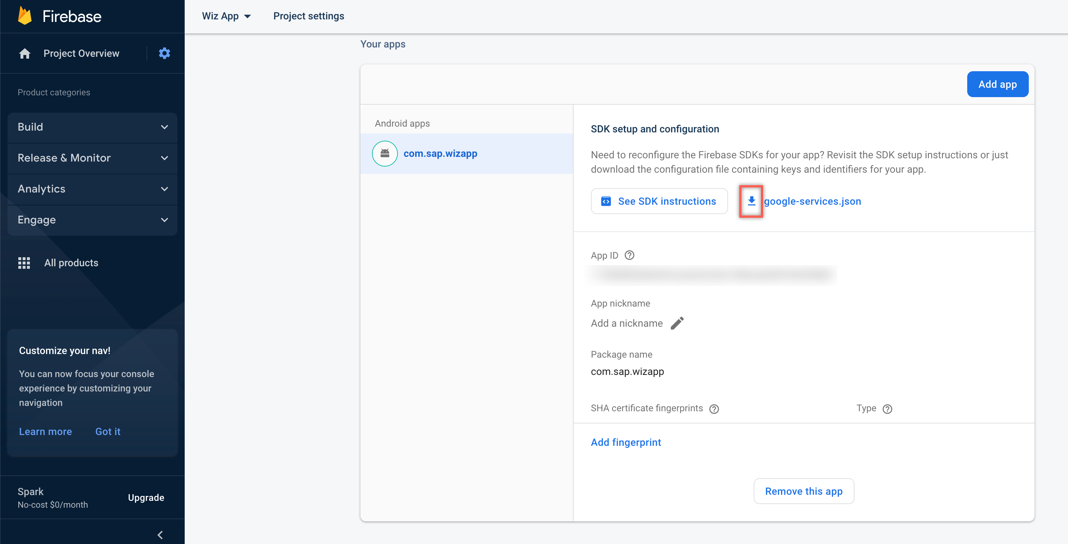 Firebase
Wiz App
Project settings
Project Overview
Product categories
Build
Release & Monitor
Analytics
Engage
All products
Customize your nav!
You can now focus your console
experience by customizing your
navigation
Learn more
Got it
Spark
No-cost $0/month
Upgrade
Your apps
Add app
Android apps
com.sap.wizapp
SDK setup and configuration
Need to reconfigure the Firebase SDKs for your app? Revisit the SDK setup instructions or just
download the configuration file containing keys and identifiers for your app.
See SDK instructions
google-services.json
App ID
App nickname
Add a nickname
Package name
com.sap.wizapp
SHA certificate fingerprints
Type
Add fingerprint
Remove this app